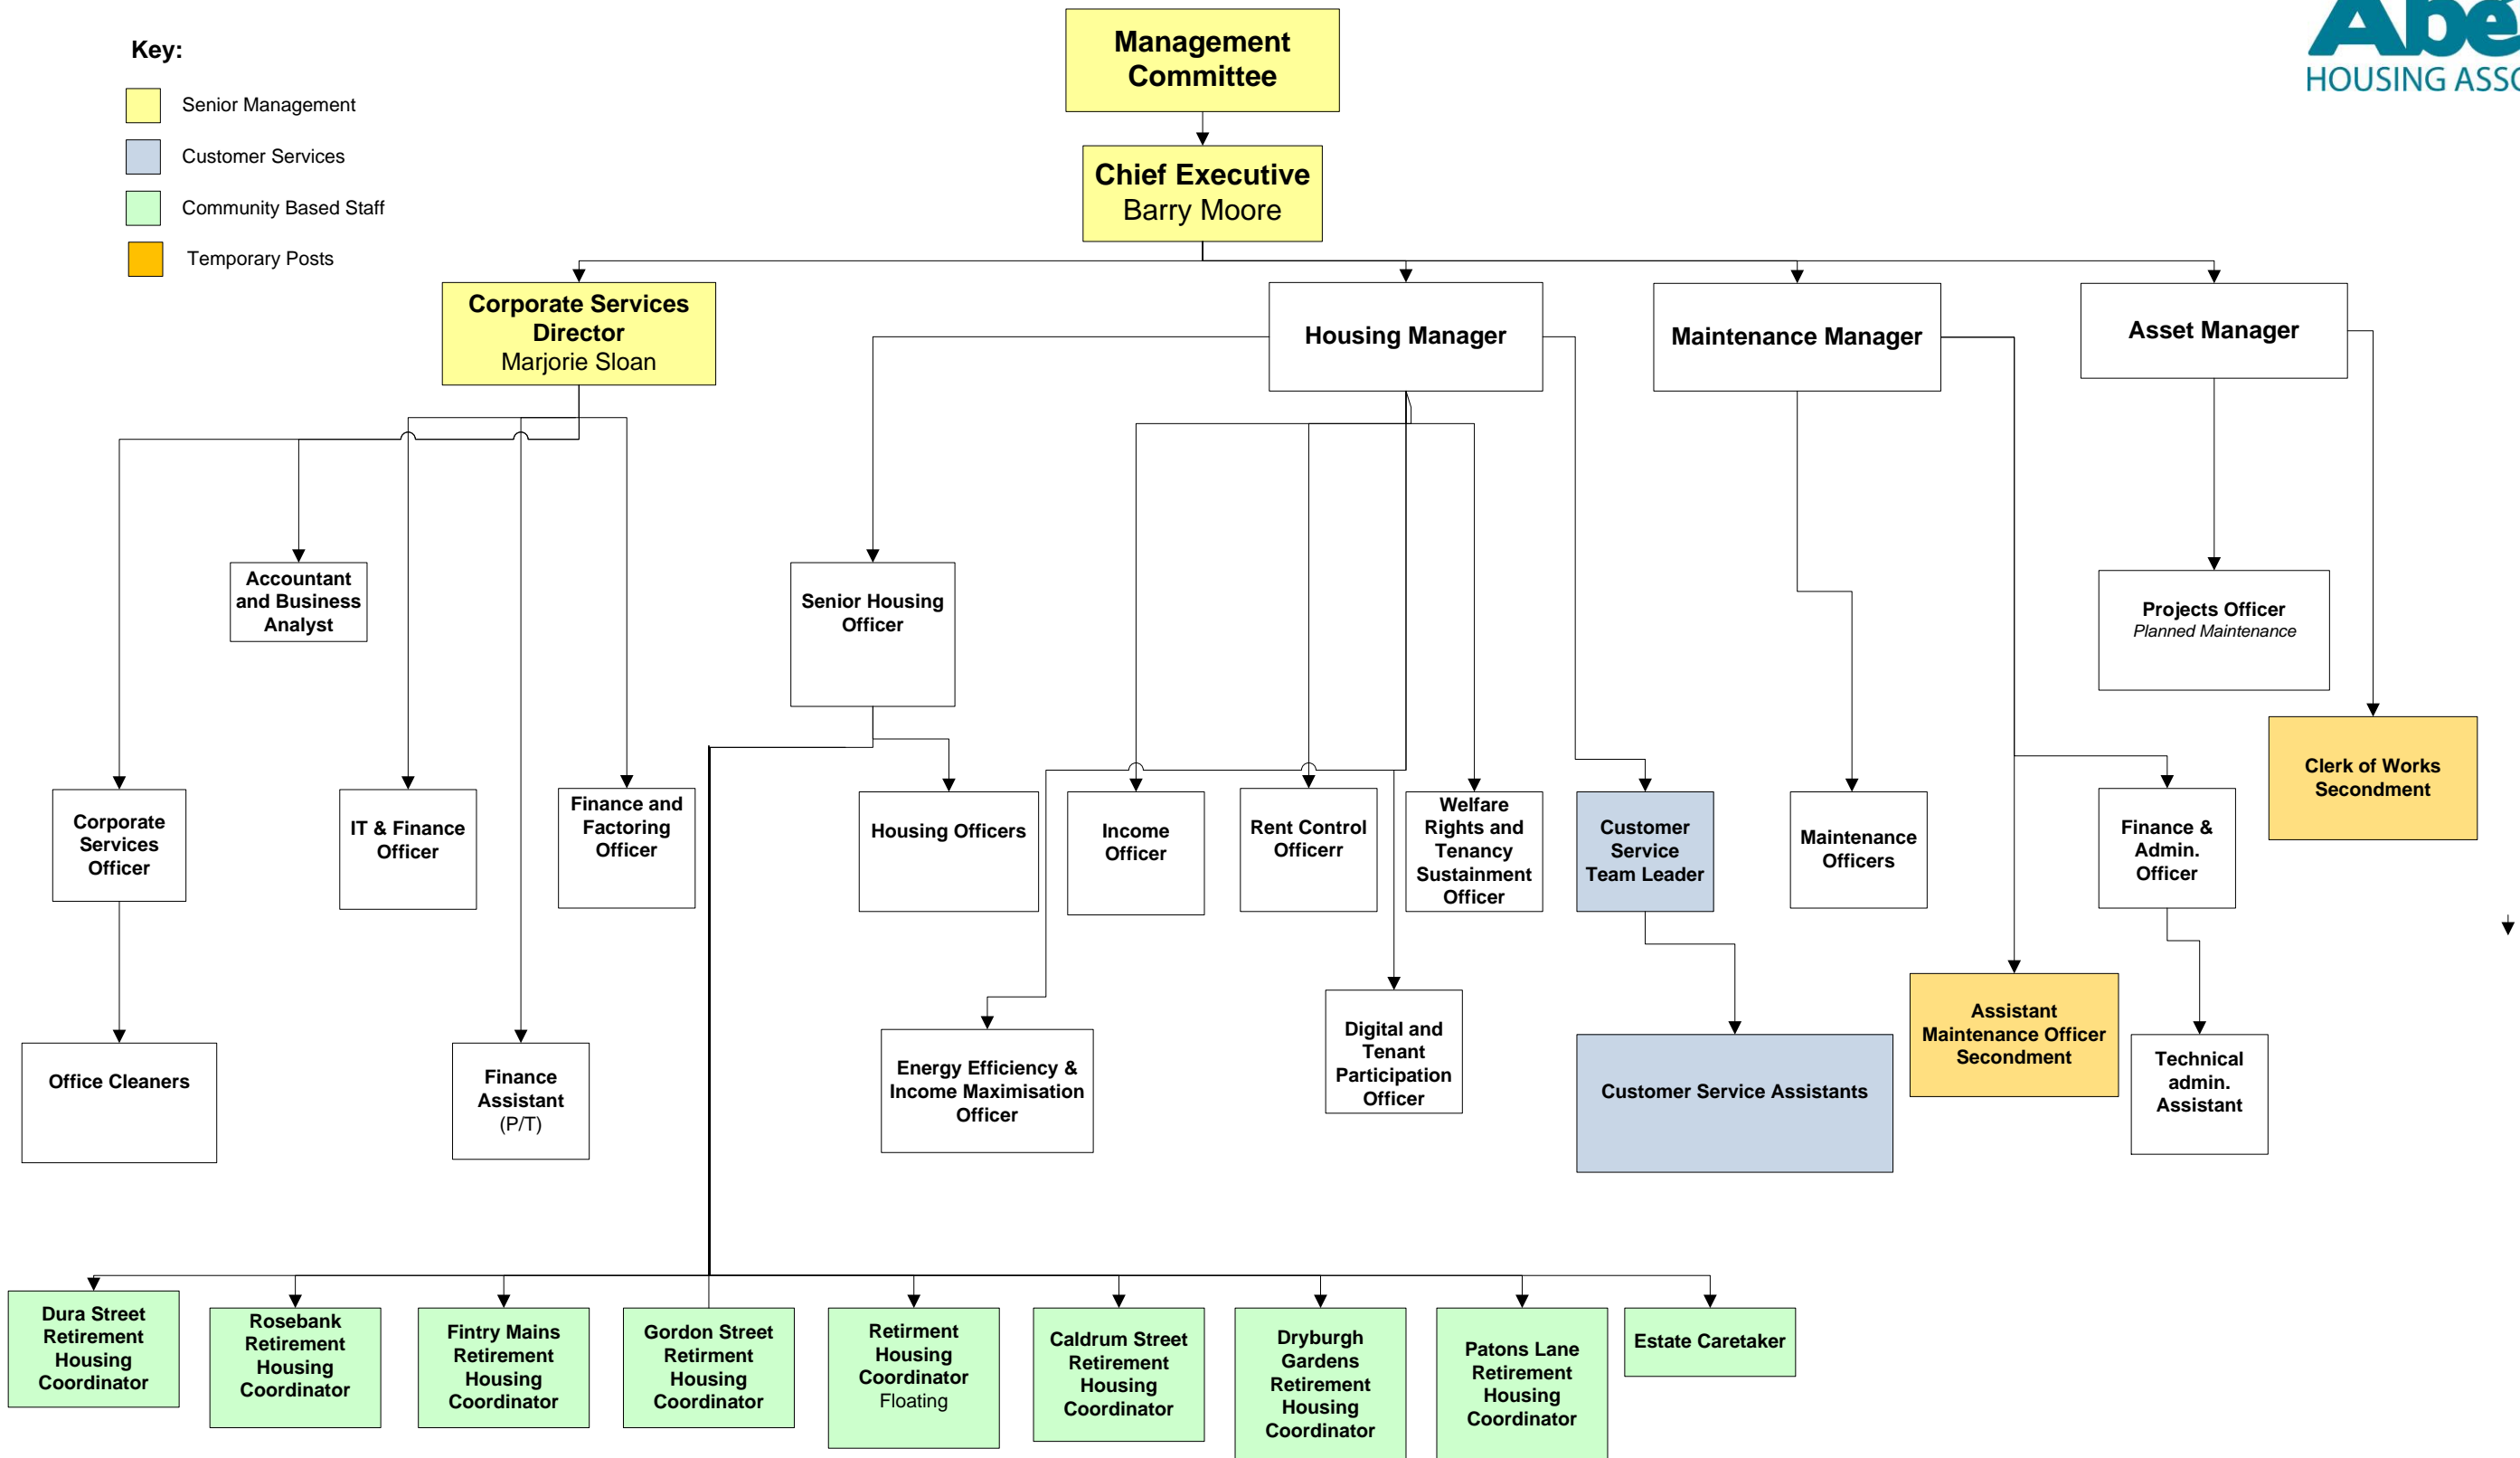 Management
Committee
Abe
HOUSING ASSO
Key:
Senior Management
Customer Services
Community Based Staff
Temporary Posts
Chief Executive
Barry Moore
Corporate Services
Director
Marjorie Sloan
Housing Manager
Maintenance Manager
Asset Manager
Accountant
and Business
Analyst
Senior Housing
Officer
Projects Officer
Planned Maintenance
Clerk of Works
Secondment
Corporate
Services
Officer
IT & Finance
Officer
Finance and
Factoring
Officer
Housing Officers
Income
Officer
Rent Control
Officerr
Welfare
Rights and
Tenancy
Sustainment
Officer
Customer
Service
Team Leader
Maintenance
Officers
Finance &
Admin.
Officer
Office Cleaners
Finance
Assistant
(P/T)
Energy Efficiency &
Income Maximisation
Officer
Digital and
Tenant
Participation
Officer
Customer Service Assistants
Assistant
Maintenance Officer
Secondment
Technical
admin.
Assistant
Dura Street
Retirement
Housing
Coordinator
Rosebank
Retirement
Housing
Coordinator
Fintry Mains
Retirement
Housing
Coordinator
Gordon Street
Retirment
Housing
Coordinator
Retirment
Housing
Coordinator
Floating
Caldrum Street
Retirement
Housing
Coordinator
Dryburgh
Gardens
Retirement
Housing
Coordinator
Patons Lane
Retirement
Housing
Coordinator
Estate Caretaker